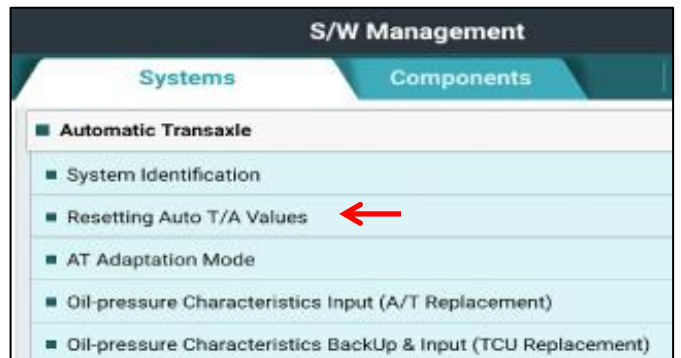 S/W Management
Systems
Components
Automatic Transaxle
System Identification
Resetting Auto T/A Values
AT Adaptation Mode
Oil-pressure Characteristics Input (A/T Replacement)
Oil-pressure Characteristics BackUp & Input (TCU Replacement)